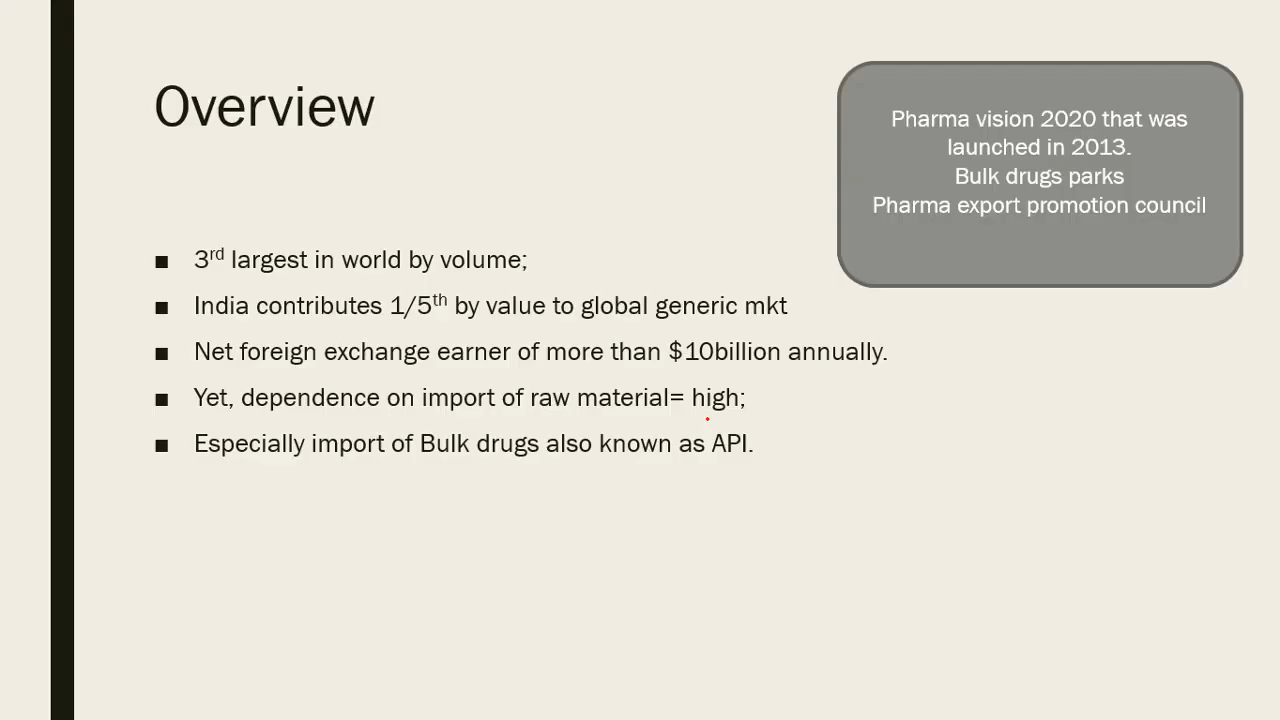 Overview
Pharma vision 2020 that was
launched in 2013.
Bulk drugs parks
Pharma export promotion council
■ 3rd largest in world by volume;
■ India contributes 1/5th by value to global generic mkt
■ Net foreign exchange earner of more than $10billion annually.
■ Yet, dependence on import of raw material= high;
■ Especially import of Bulk drugs also known as API.